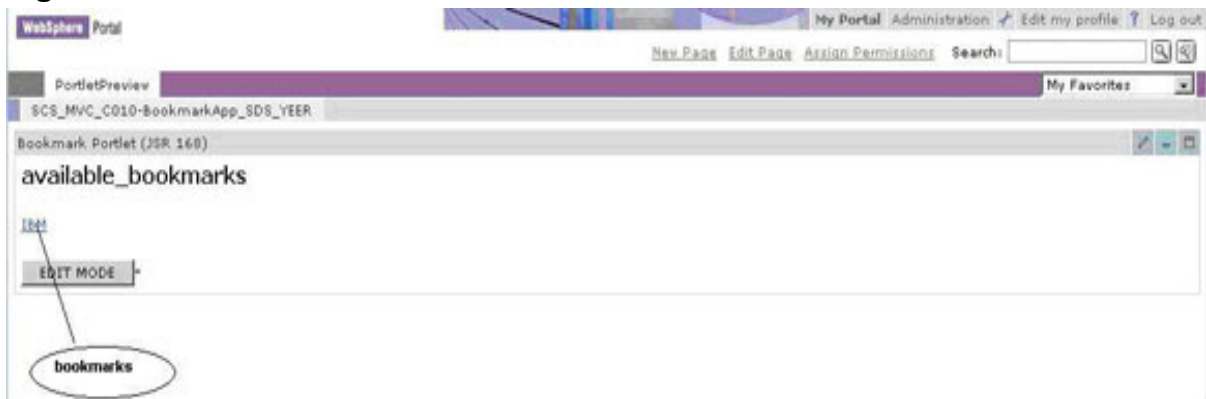 WebSphere Portal
My Portal Administration Edit my profile ? Log out
New Page Edit Page Assign Permissions Search:
PortletPreview
My Favorites
SCS_MVC_C010-BookmarkApp_SDS_YEER
Bookmark Portlet (JSR 168)
available_bookmarks
IBM
EDIT MODE
bookmarks